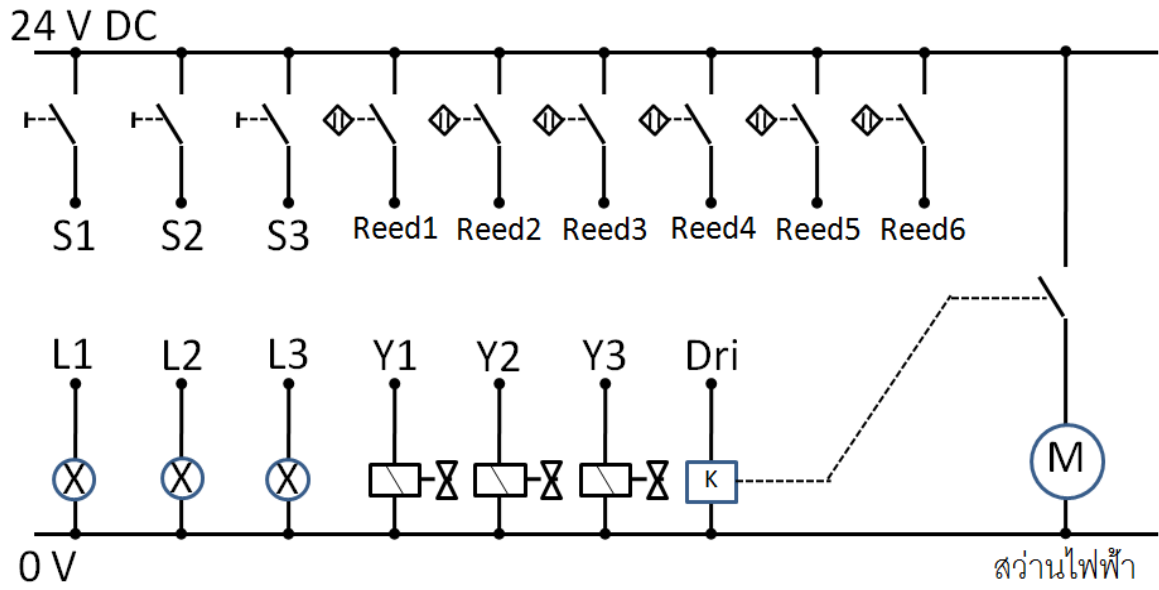 24 V DC
S1 S2 S3 Reed1 Reed2 Reed3 Reed4 Reed5 Reed6
L1 L2 L3 Y1 Y2 Y3 Dri
X X X K M
0 V สว่านไฟฟ้า